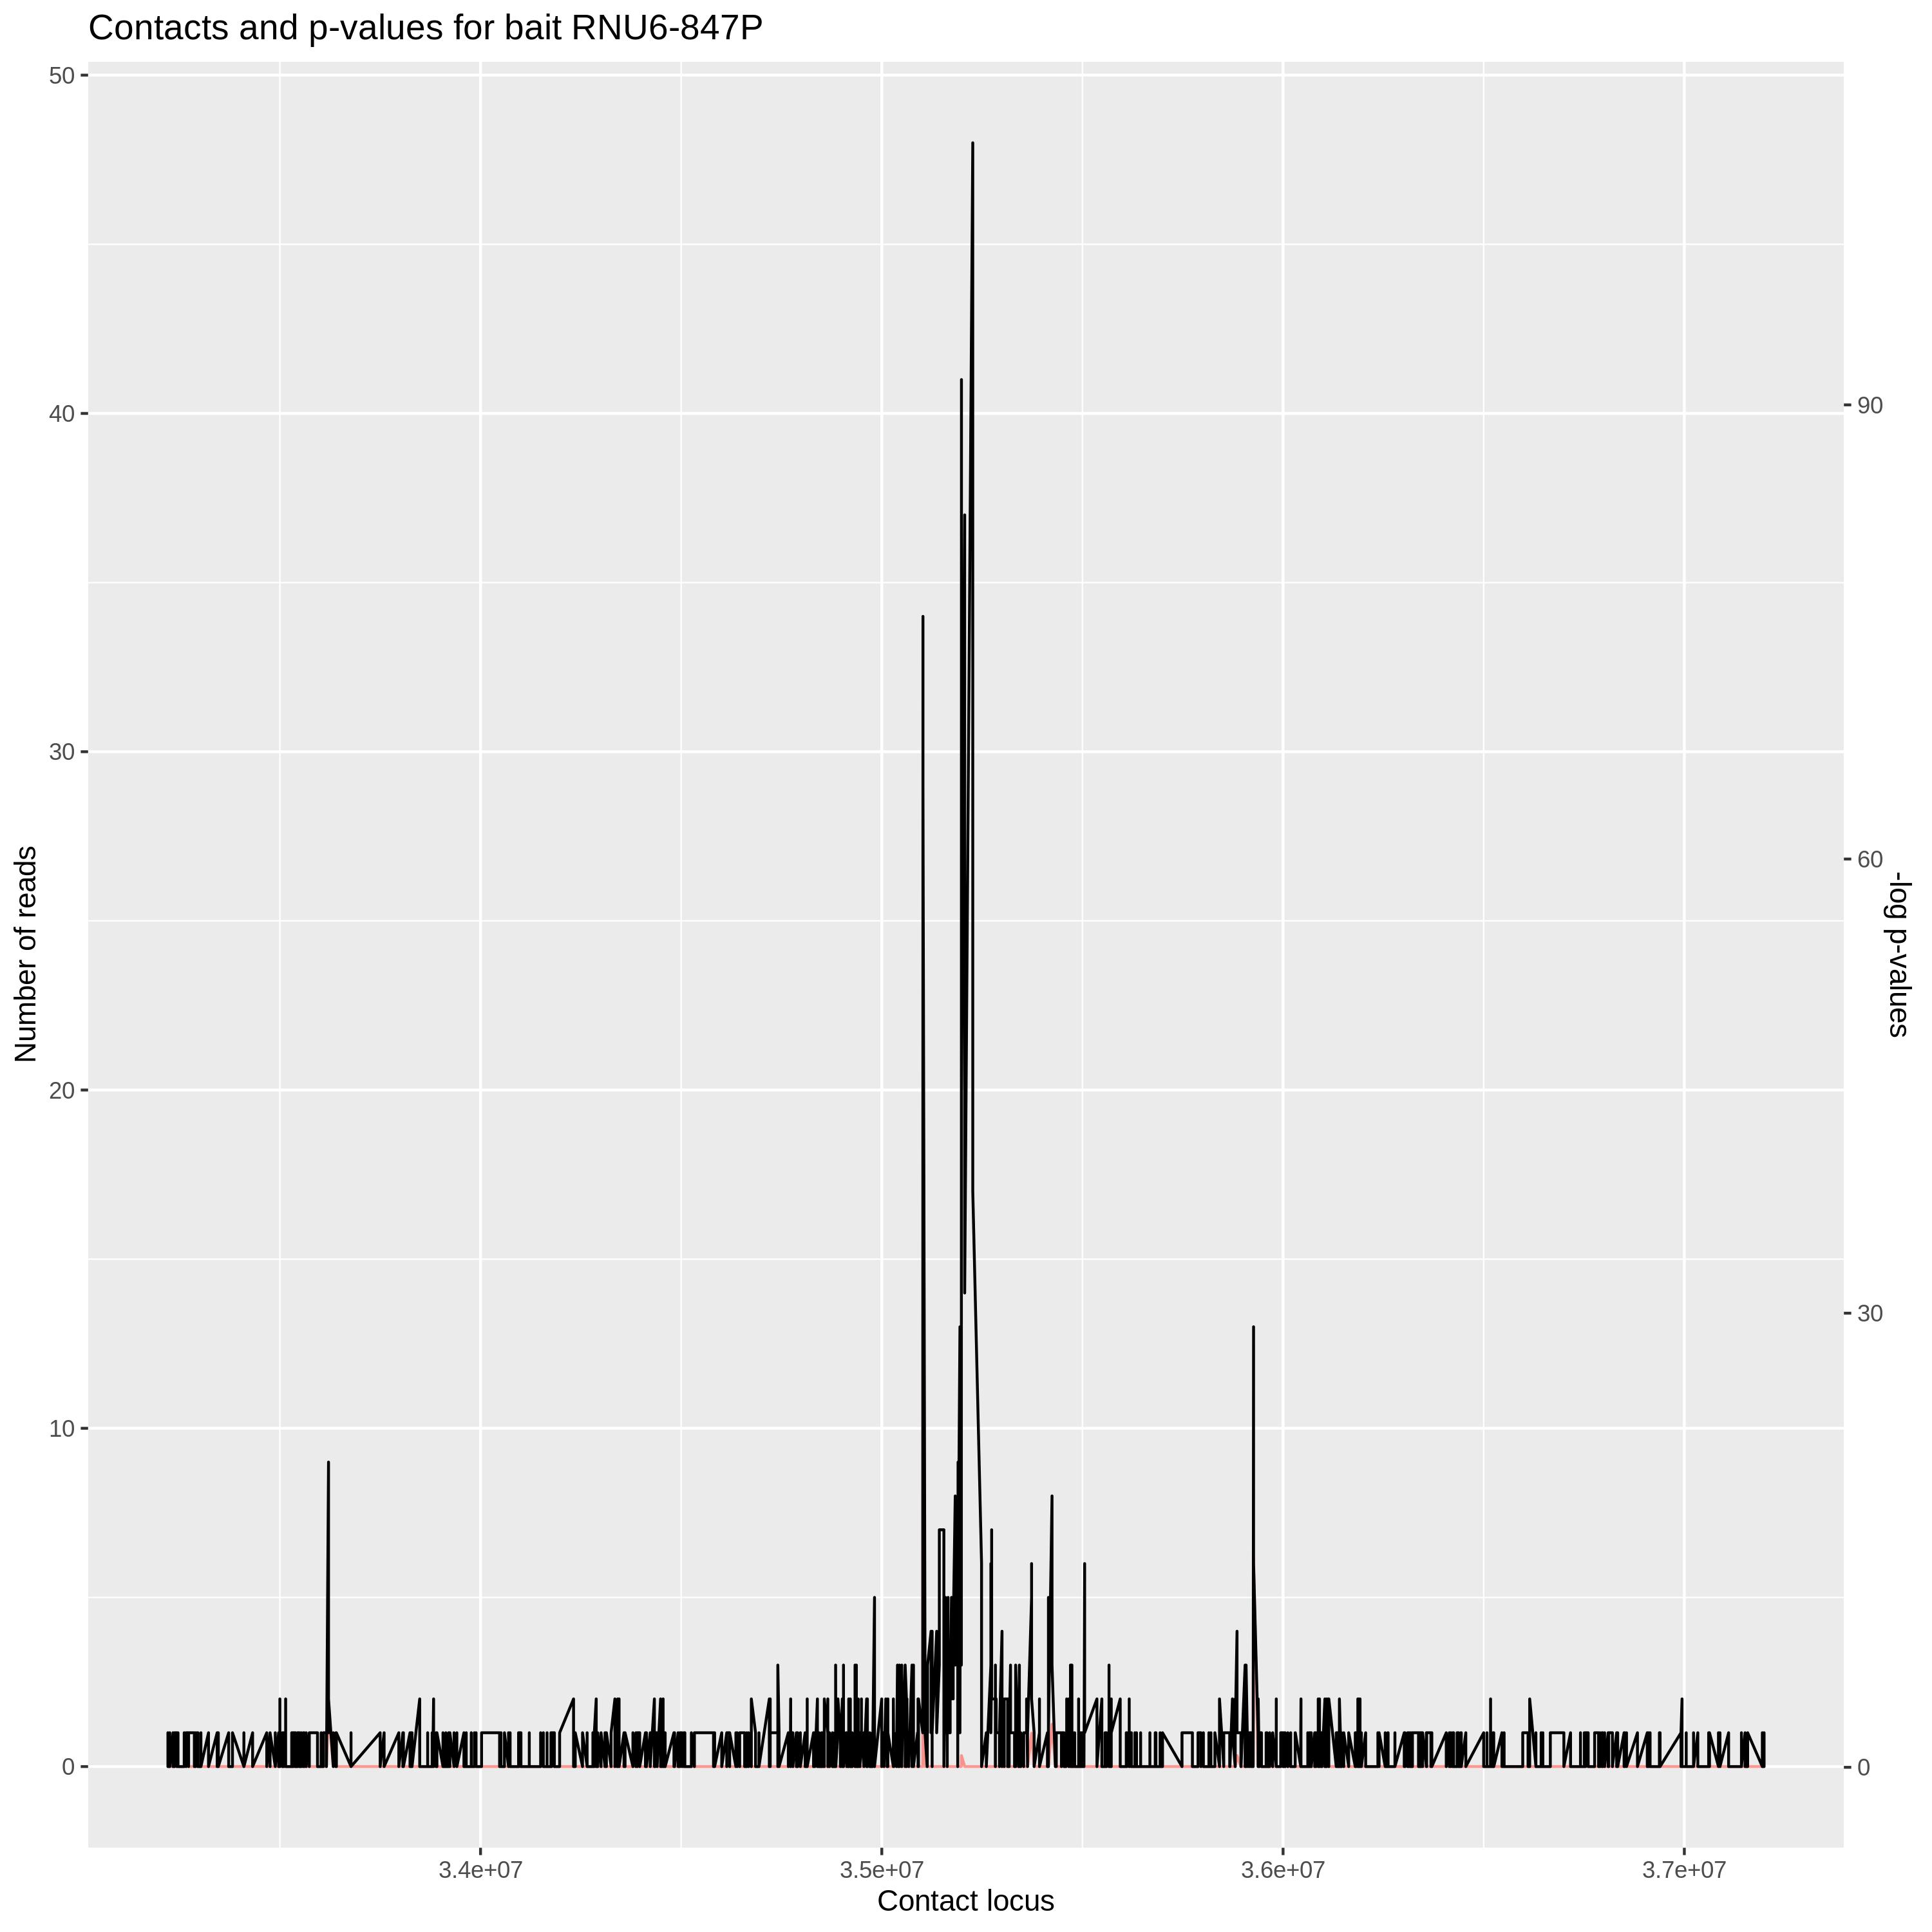 Contacts and p-values for bait RNU6-847P
50
40
30
20
10
0
Number of reads
90
60
30
0
-log p-values
3.4e+07 3.5e+07 3.6e+07 3.7e+07
Contact locus